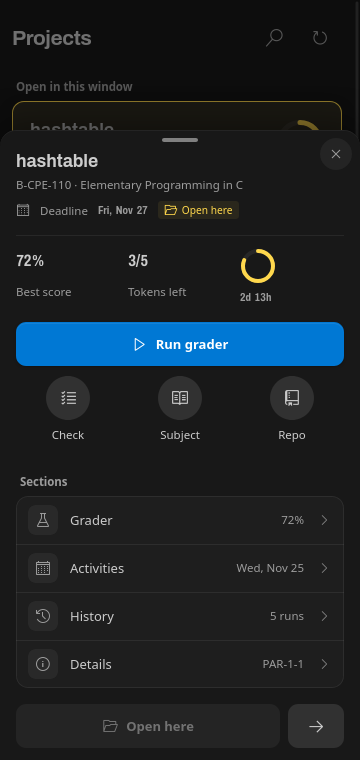 Projects
Open in this window
hashtable
hashtable
B-CPE-110 · Elementary Programming in C
Deadline Fri, Nov 27 Open here
72% 3/5
Best score Tokens left 2d 13h
Run grader
Check Subject Repo
Sections
Grader 72%
Activities Wed, Nov 25
History 5 runs
Details PAR-1-1
Open here